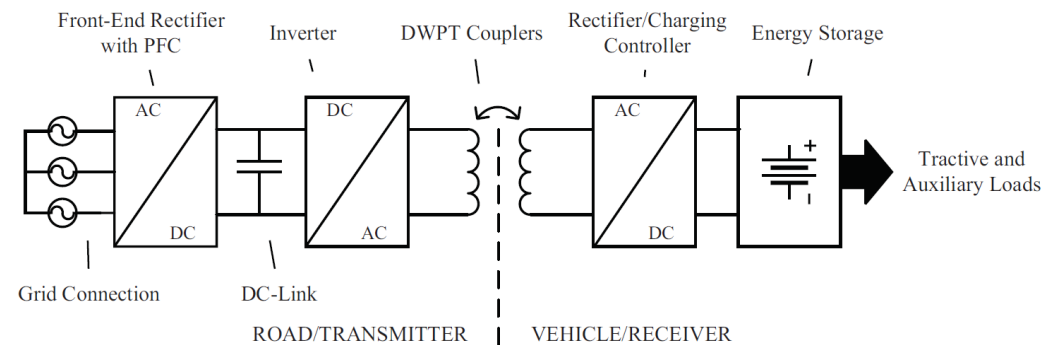 Front-End Rectifier
with PFC
Inverter
DWPT Couplers
Rectifier/Charging
Controller
Energy Storage
AC
DC
DC
AC
AC
DC
+
Tractive and
Auxiliary Loads
Grid Connection
DC-Link
ROAD/TRANSMITTER
VEHICLE/RECEIVER